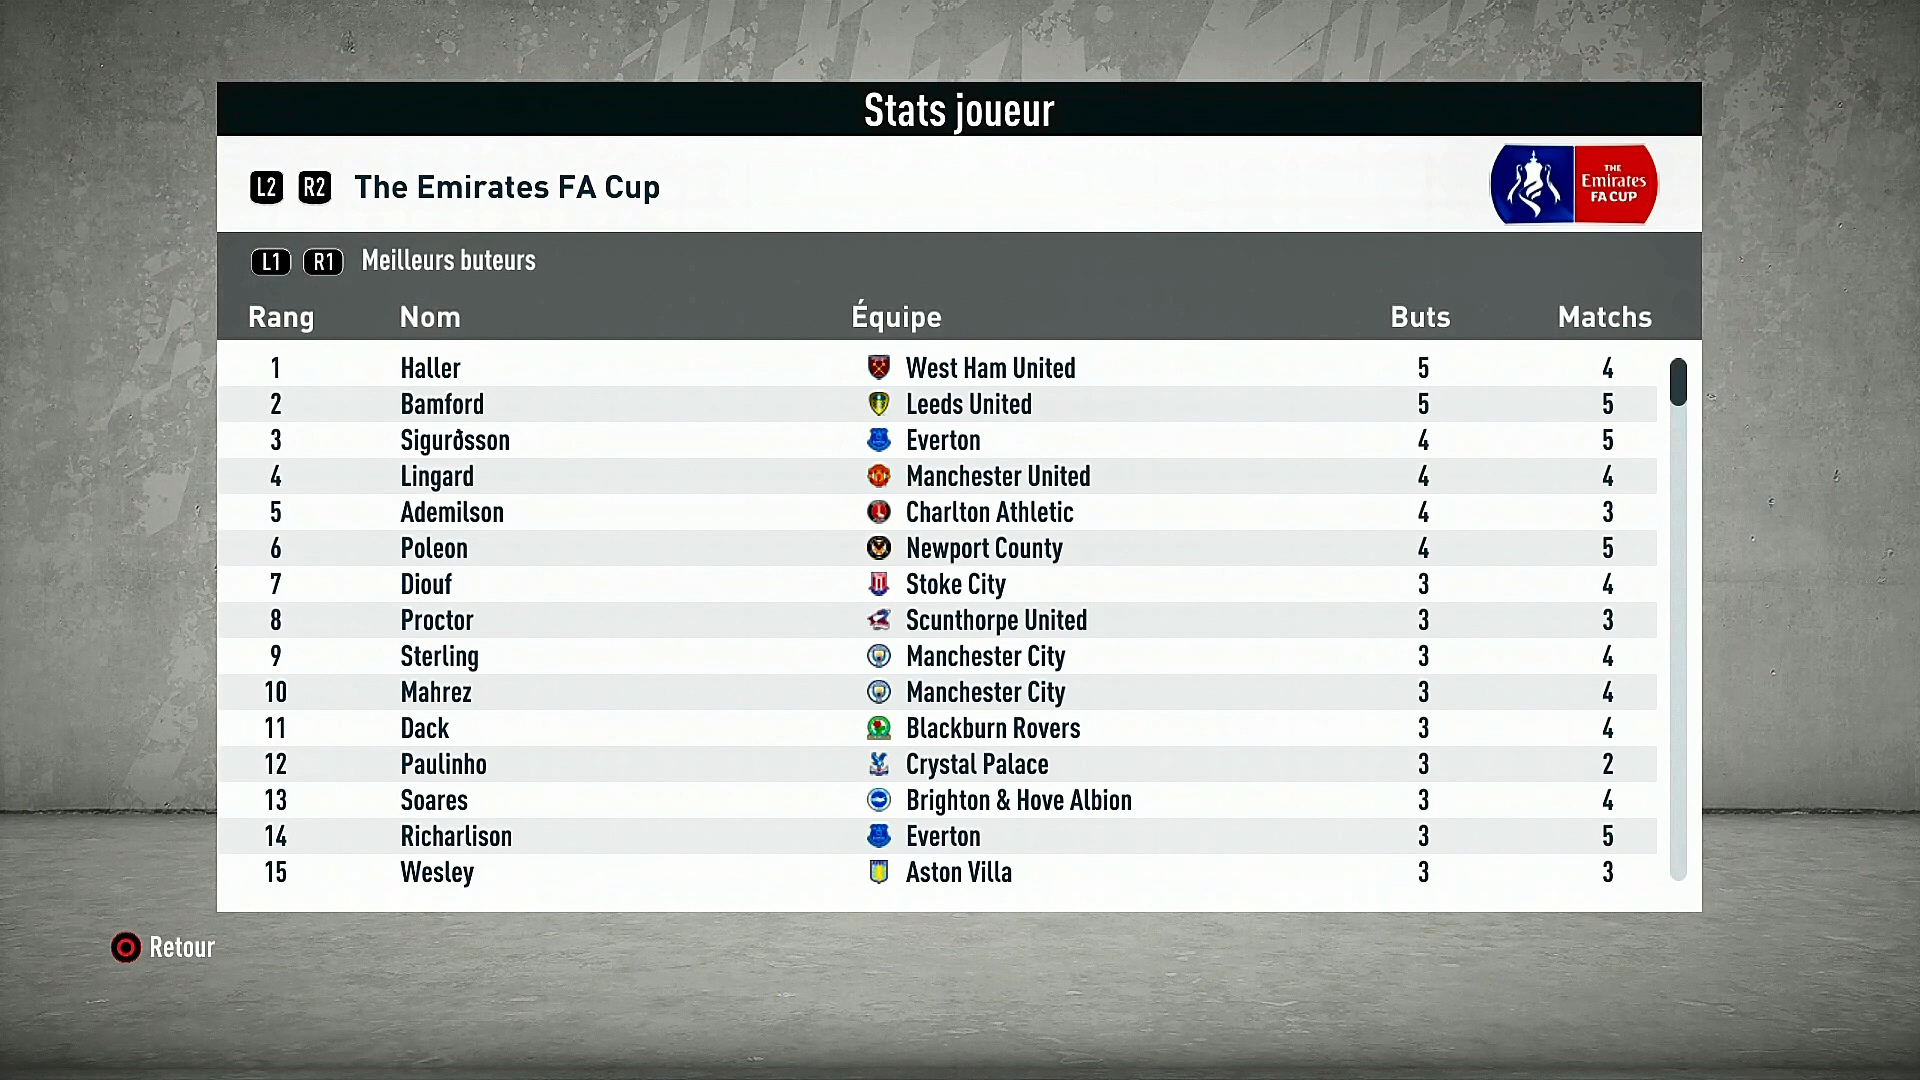 Stats joueur
L2 R2 The Emirates FA Cup
THE
Emirates
FA CUP
L1 R1 Meilleurs buteurs
Rang Nom Équipe Buts Matchs
1 Haller West Ham United 5 4
2 Bamford Leeds United 5 5
3 Sigurðsson Everton 4 5
4 Lingard Manchester United 4 4
5 Ademilson Charlton Athletic 4 3
6 Poleon Newport County 4 5
7 Diouf Stoke City 3 4
8 Proctor Scunthorpe United 3 3
9 Sterling Manchester City 3 4
10 Mahrez Manchester City 3 4
11 Dack Blackburn Rovers 3 4
12 Paulinho Crystal Palace 3 2
13 Soares Brighton & Hove Albion 3 4
14 Richarlison Everton 3 5
15 Wesley Aston Villa 3 3
Retour